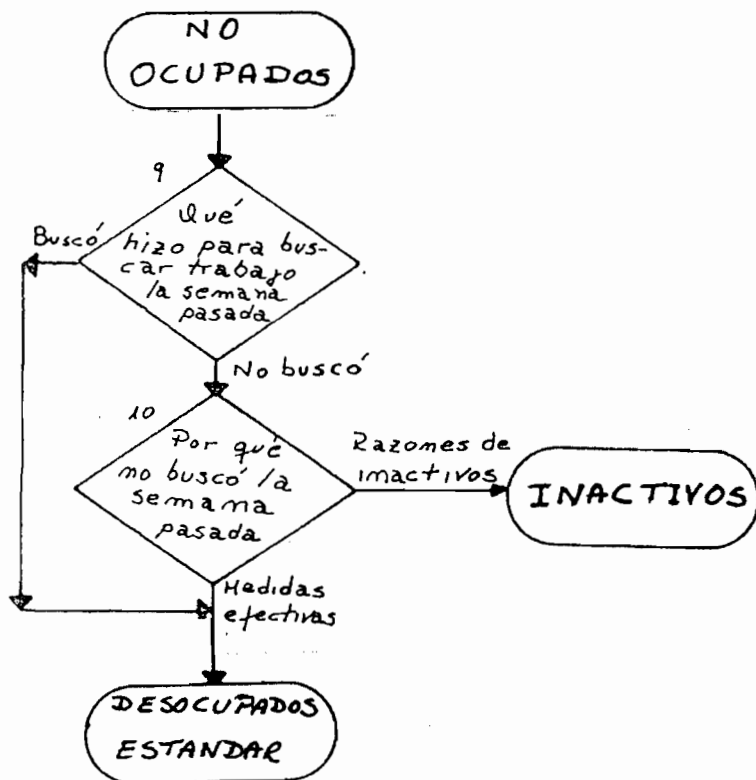 NO
OCUPADOS
9
Qué
hizo para bus-
car trabajo
la semana
pasada
Buscó
No buscó
10
Por qué
no buscó la
semana
pasada
Razones de
inactivos
INACTIVOS
Medidas
efectivas
DESOCUPADOS
ESTANDAR